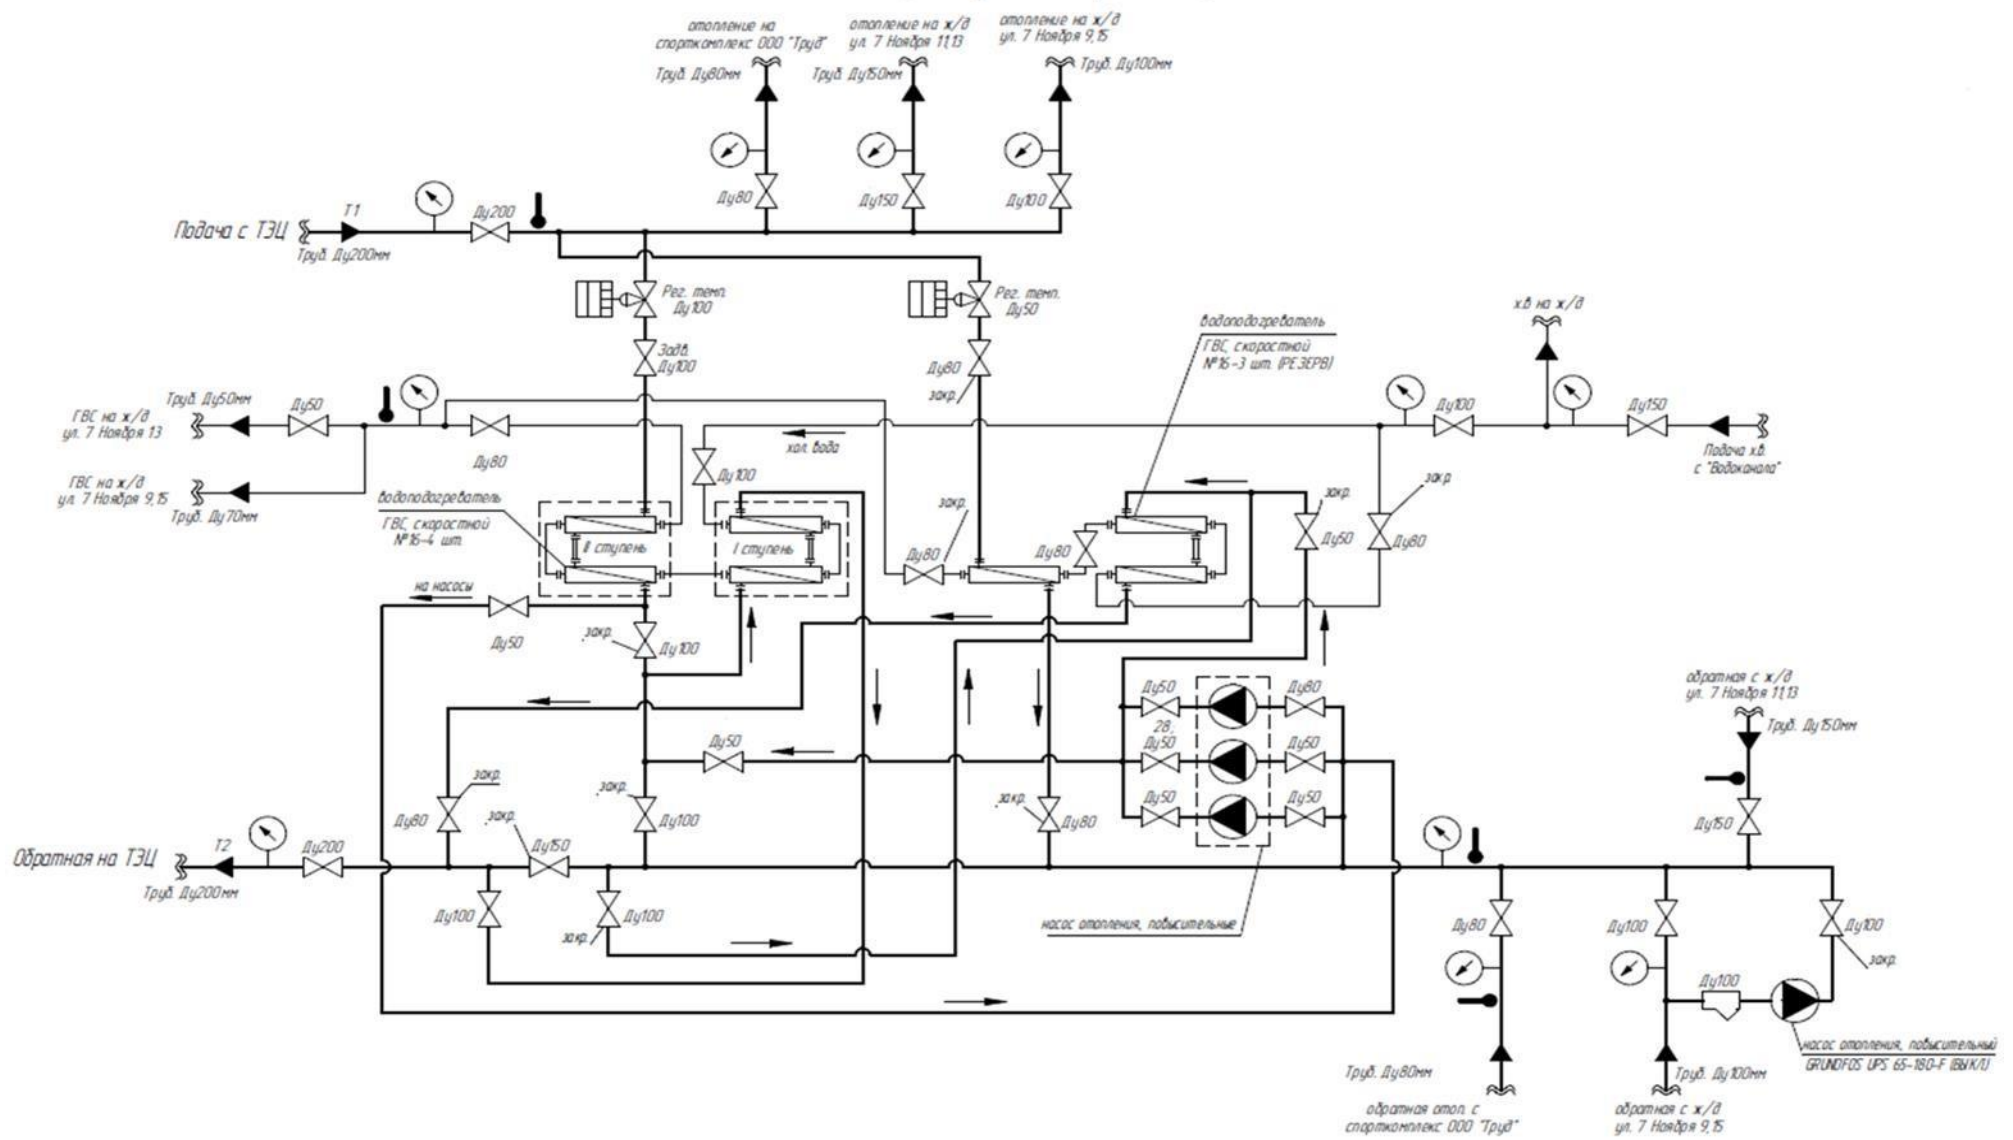 отопление на
спорткомплекс ООО "Труд"
Труб. Ду80мм
отопление на ж/д
ул. 7 Ноября 11,13
Труб. Ду150мм
отопление на ж/д
ул. 7 Ноября 9,15
Труб. Ду100мм
Ду80
Ду150
Ду100
Подача с ТЭЦ
Т1
Труб. Ду200мм
Ду200
Рег. темп.
Ду100
Рег. темп.
Ду50
Задв.
Ду100
Ду80
закр.
водоподогреватель
ГВС, скоростной
№16-3 шт. (РЕЗЕРВ)
х.в на ж/д
Ду100
Ду150
Подача х.в.
с "Водоканала"
ГВС на ж/д
ул. 7 Ноября 13
Труб. Ду50мм
Ду50
Ду80
ГВС на ж/д
ул. 7 Ноября 9,15
Труб. Ду70мм
хол. вода
Ду100
водоподогреватель
ГВС, скоростной
№16-4 шт.
II ступень
I ступень
закр.
Ду80
Ду80
закр.
Ду50
закр.
Ду80
на насосы
Ду50
закр.
Ду100
Ду50
Ду80
28,
Ду50
Ду50
Ду50
Ду50
Ду50
обратная с ж/д
ул. 7 Ноября 11,13
Труб. Ду150мм
Ду150
закр.
Ду80
закр.
Ду150
закр.
Ду100
закр.
Ду80
Обратная на ТЭЦ
Т2
Труб. Ду200мм
Ду200
Ду100
Ду100
закр.
насос отопления, повысительные
Ду80
Ду100
Ду100
закр.
Ду100
насос отопления, повысительный
GRUNDFOS UPS 65-180-F (ВЫКЛ)
Труб. Ду80мм
обратная отоп. с
спорткомплекс ООО "Труд"
Труб. Ду100мм
обратная с ж/д
ул. 7 Ноября 9,15